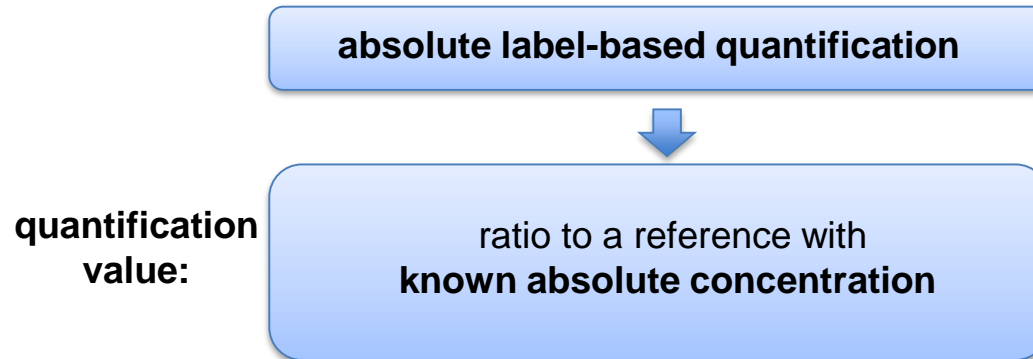 absolute label-based quantification
quantification
value:
ratio to a reference with
known absolute concentration